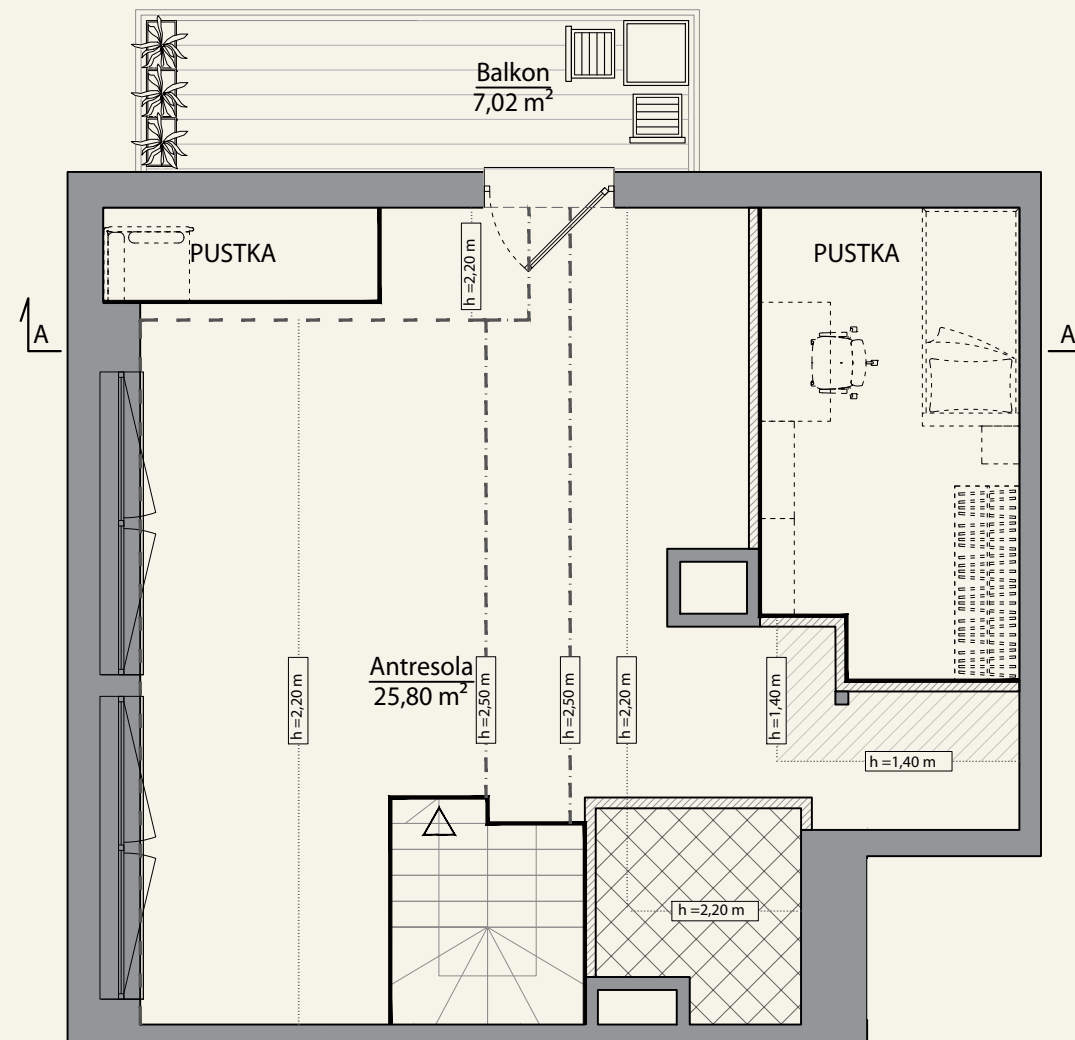 Balkon
7,02 m²
PUSTKA
PUSTKA
h =2,20 m
A
A
Antresola
25,80 m²
h =2,20 m
h =2,50 m
h =2,50 m
h =2,20 m
h =1,40 m
h =1,40 m
h =2,20 m